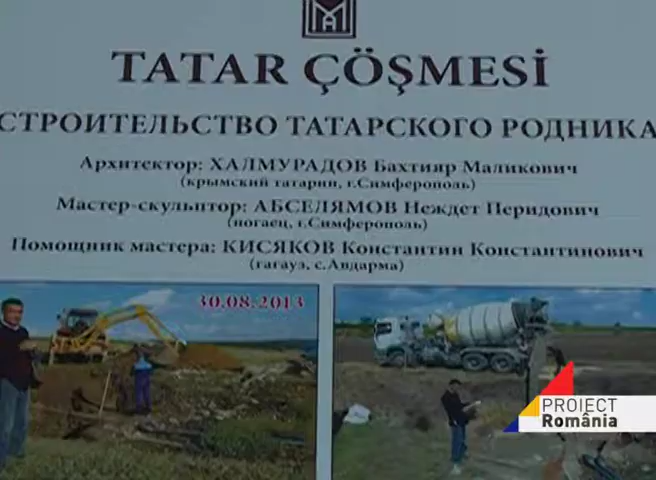 TATAR ÇÖŞMESİ
СТРОИТЕЛЬСТВО ТАТАРСКОГО РОДНИКА
Архитектор: ХАЛМУРАДОВ Бахтияр Маликович
(крымский татарин, г.Симферополь)
Мастер-скульптор: АБСЕЛЯМОВ Неждет Перидович
(ногаец, г.Симферополь)
Помощник мастера: КИСЯКОВ Константин Константинович
(гагауз, с.Авдарма)
30.08.2013
PROIECT
România